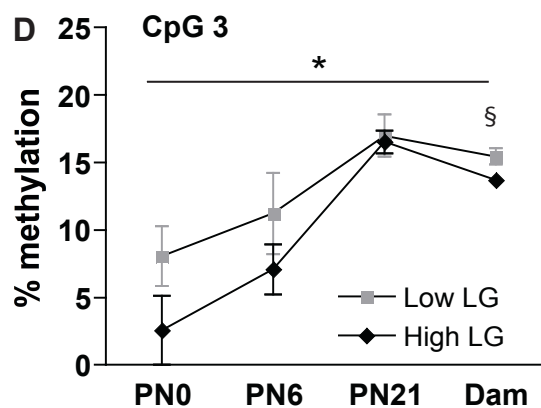 D
CpG 3
25
20
15
10
5
0
% methylation
*
§
Low LG
High LG
PN0 PN6 PN21 Dam